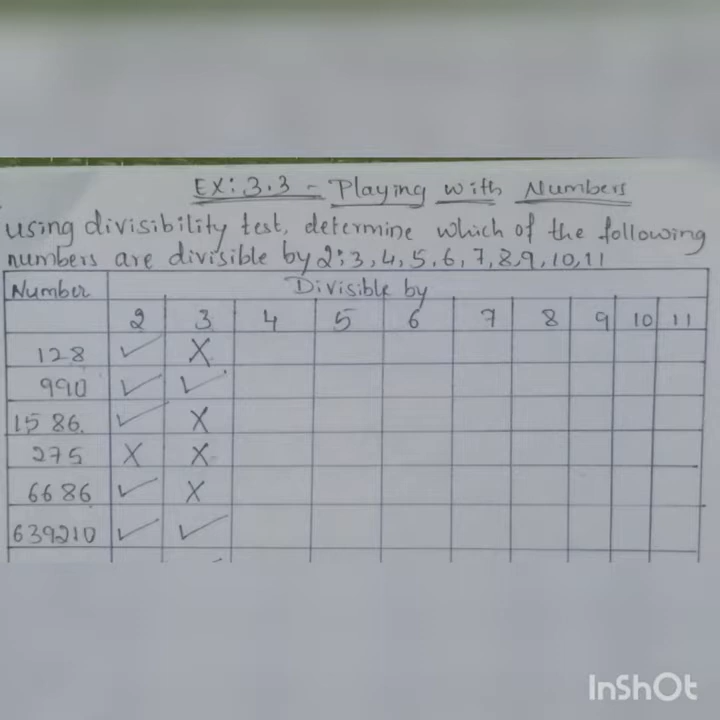 EX: 3.3 - Playing with Numbers
using divisibility test, determine which of the following
numbers are divisible by 2; 3, 4, 5, 6, 7, 8, 9, 10, 11
Number Divisible by
2 3 4 5 6 7 8 9 10 11
128 ✓ X
990 ✓ ✓
1586. ✓ X
275 X X
6686 ✓ X
639210 ✓ ✓
InShOt